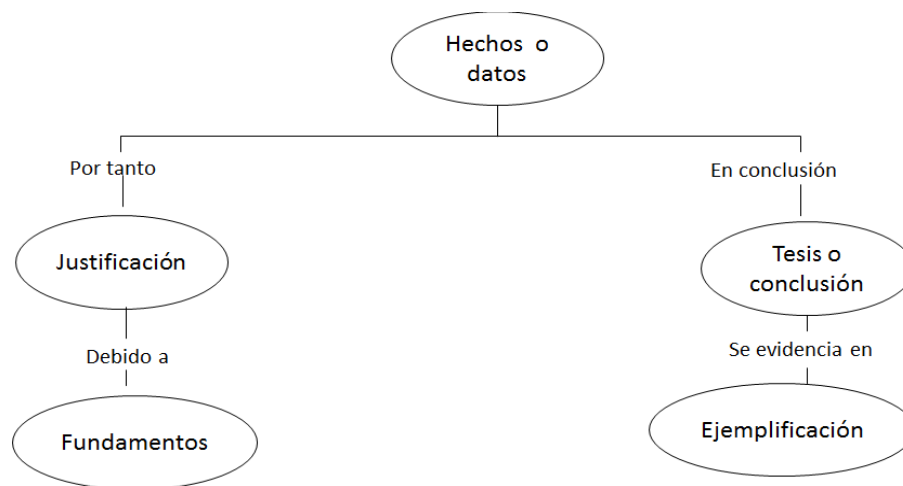 Hechos o
datos
Por tanto
En conclusión
Justificación
Tesis o
conclusión
Debido a
Se evidencia en
Fundamentos
Ejemplificación